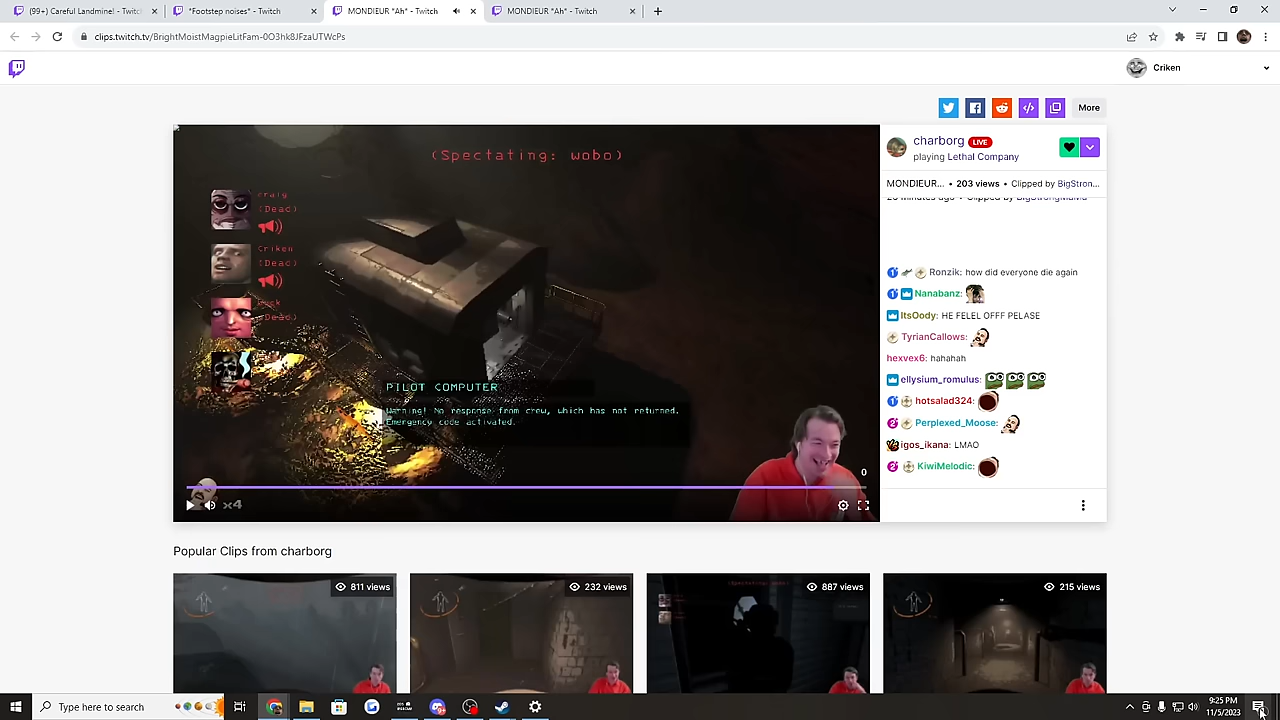 (99+) Careful Landmine! - Twitch
*Footstep noises* - Twitch
MONDIEUR *Ah* - Twitch
MONDIEUR *Ah* - Twitch
clips.twitch.tv/BrightMoistMagpieLitFam-0O3hk8JFzaUTWcPs
Criken
More
(Spectating: wobo)
(Dead)
Criken
(Dead)
PILOT COMPUTER
Warning! No response from crew, which has not returned.
Emergency code activated.
0
x4
charborg LIVE
playing Lethal Company
MONDIEUR... • 203 views • Clipped by BigStron...
Ronzik: how did everyone die again
Nanabanz:
ItsOody: HE FELEL OFFF PELASE
TyrianCallows:
hexvex6: hahahah
ellysium_romulus:
hotsalad324:
Perplexed_Moose:
igos_ikana: LMAO
KiwiMelodic:
Popular Clips from charborg
811 views
232 views
887 views
215 views
Type here to search
9:25 PM
11/5/2023